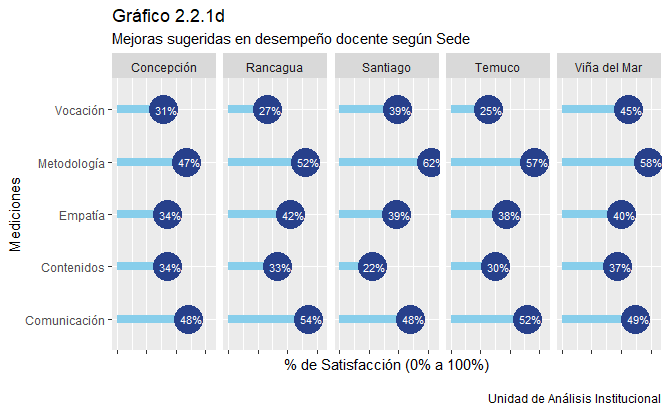 Gráfico 2.2.1d
Mejoras sugeridas en desempeño docente según Sede
Concepción Rancagua Santiago Temuco Viña del Mar
Vocación 31% 27% 39% 25% 45%
Metodología 47% 52% 62% 57% 58%
Empatía 34% 42% 39% 38% 40%
Contenidos 34% 33% 22% 30% 37%
Comunicación 48% 54% 48% 52% 49%
Mediciones
% de Satisfacción (0% a 100%)
Unidad de Análisis Institucional